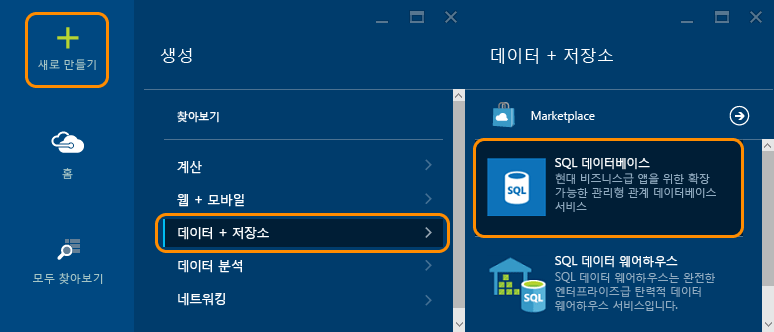 새로 만들기
홈
모두 찾아보기
생성
찾아보기
계산
웹 + 모바일
데이터 + 저장소
데이터 분석
네트워킹
데이터 + 저장소
Marketplace
SQL
SQL 데이터베이스
현대 비즈니스급 앱을 위한 확장
가능한 관리형 관계 데이터베이스
서비스
SQL
SQL 데이터 웨어하우스
SQL 데이터 웨어하우스는 완전한
엔터프라이즈급 탄력적 데이터
웨어하우스 서비스입니다.